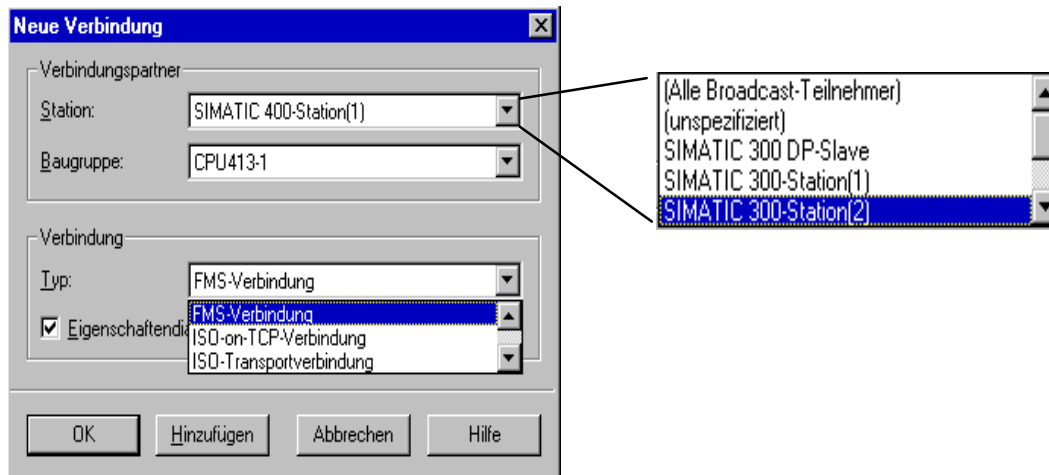 Neue Verbindung
Verbindungspartner
Station:
SIMATIC 400-Station(1)
Baugruppe:
CPU413-1
Verbindung
Typ:
FMS-Verbindung
FMS-Verbindung
ISO-on-TCP-Verbindung
ISO-Transportverbindung
Eigenschaftendi
OK
Hinzufügen
Abbrechen
Hilfe
(Alle Broadcast-Teilnehmer)
(unspezifiziert)
SIMATIC 300 DP-Slave
SIMATIC 300-Station(1)
SIMATIC 300-Station(2)